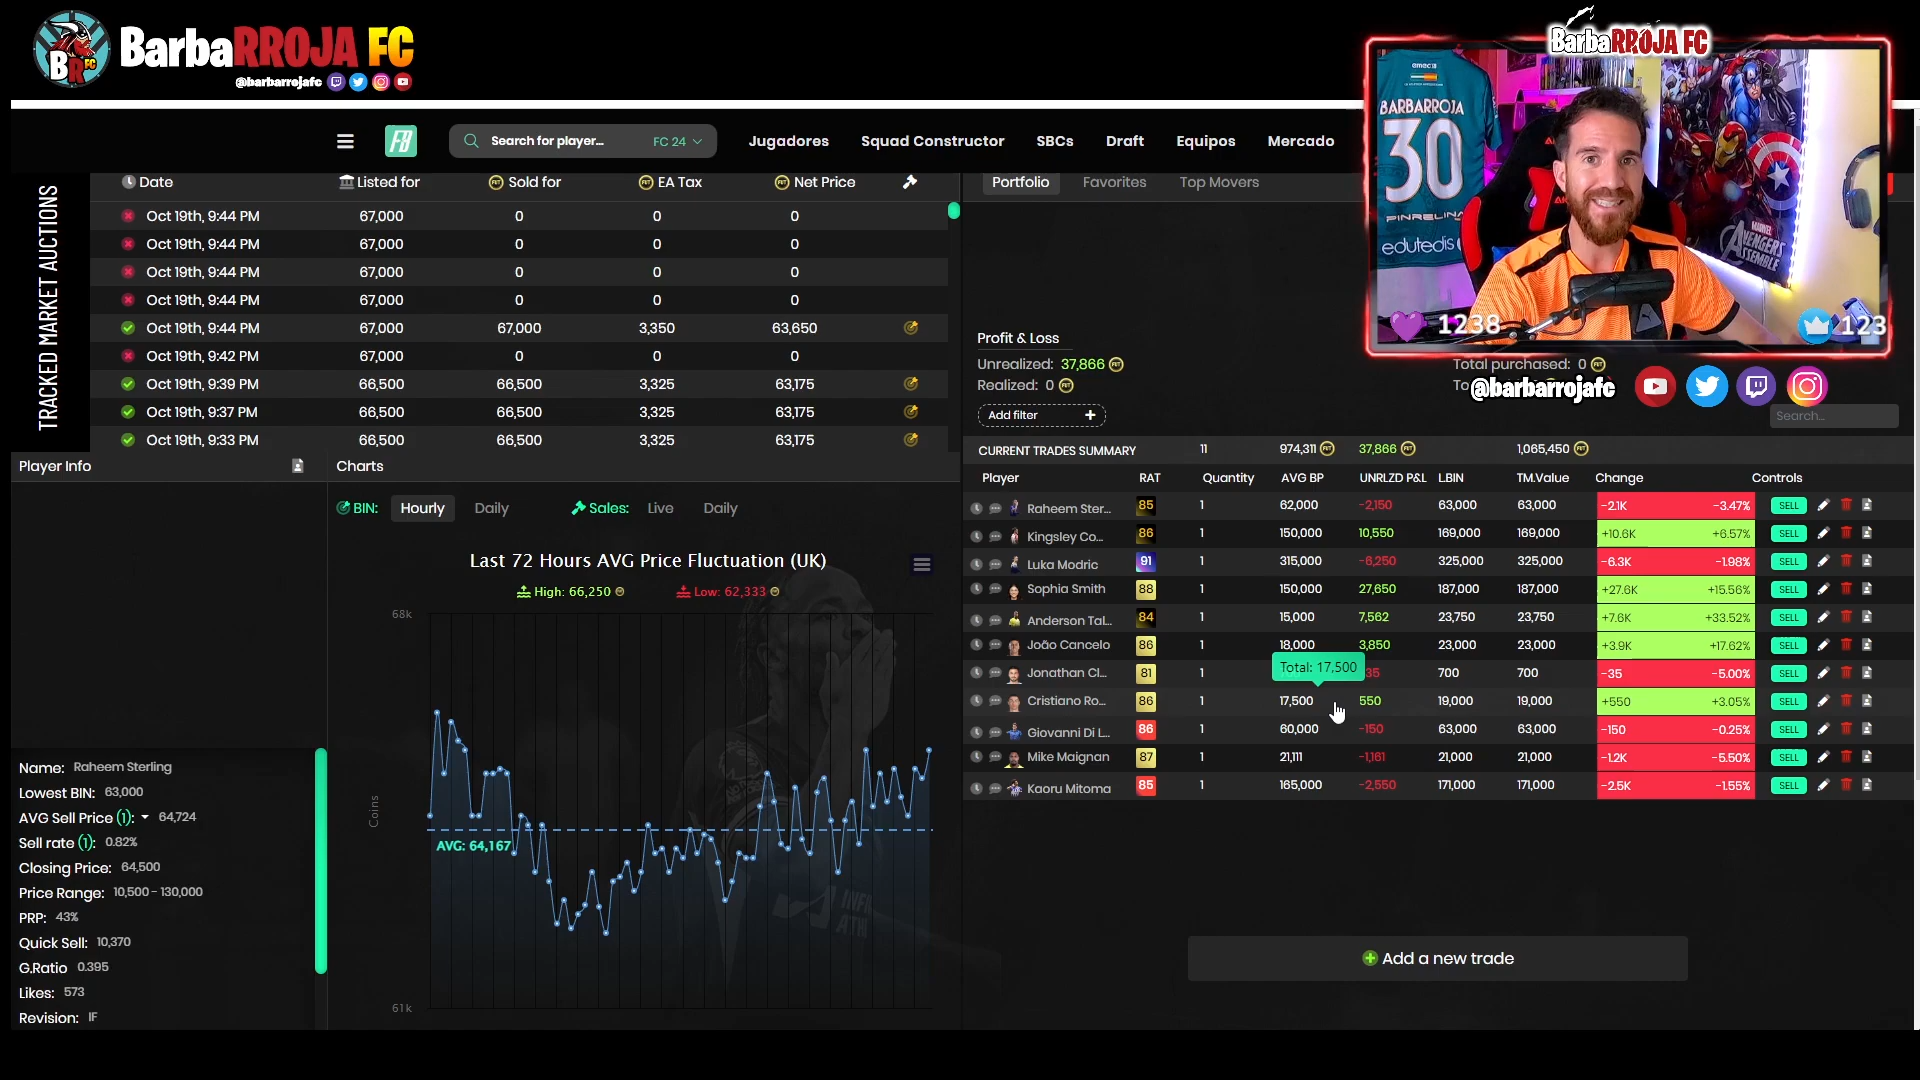 BarbaRROJA FC
@barbarrojafc
BR FC
Search for player...
FC 24
Jugadores
Squad Constructor
SBCs
Draft
Equipos
Mercado
TRACKED MARKET AUCTIONS
Date Listed for Sold for EA Tax Net Price
Oct 19th, 9:44 PM 67,000 0 0 0
Oct 19th, 9:44 PM 67,000 0 0 0
Oct 19th, 9:44 PM 67,000 0 0 0
Oct 19th, 9:44 PM 67,000 0 0 0
Oct 19th, 9:44 PM 67,000 67,000 3,350 63,650
Oct 19th, 9:42 PM 67,000 0 0 0
Oct 19th, 9:39 PM 66,500 66,500 3,325 63,175
Oct 19th, 9:37 PM 66,500 66,500 3,325 63,175
Oct 19th, 9:33 PM 66,500 66,500 3,325 63,175
Player Info
Charts
BIN: Hourly Daily Sales: Live Daily
Last 72 Hours AVG Price Fluctuation (UK)
High: 66,250 Low: 62,333
68k
Coins
AVG: 64,167
61k
Name: Raheem Sterling
Lowest BIN: 63,000
AVG Sell Price (1): 64,724
Sell rate (1): 0.82%
Closing Price: 64,500
Price Range: 10,500 - 130,000
PRP: 43%
Quick Sell: 10,370
G.Ratio 0.395
Likes: 573
Revision: IF
Portfolio Favorites Top Movers
Profit & Loss
Unrealized: 37,866
Realized: 0
Add filter +
Total purchased: 0
Search...
CURRENT TRADES SUMMARY 11 974,311 37,866 1,065,450
Player RAT Quantity AVG BP UNRLZD P&L L.BIN TM.Value Change Controls
Raheem Ster... 85 1 62,000 -2,150 63,000 63,000 -2.1K -3.47% SELL
Kingsley Co... 86 1 150,000 10,550 169,000 169,000 +10.6K +6.57% SELL
Luka Modric 91 1 315,000 -6,250 325,000 325,000 -6.3K -1.98% SELL
Sophia Smith 88 1 150,000 27,650 187,000 187,000 +27.6K +15.56% SELL
Anderson Tal... 84 1 15,000 7,562 23,750 23,750 +7.6K +33.52% SELL
João Cancelo 86 1 18,000 3,850 23,000 23,000 +3.9K +17.62% SELL
Total: 17,500
Jonathan Cl... 81 1 700 700 -35 -5.00% SELL
Cristiano Ro... 86 1 17,500 550 19,000 19,000 +550 +3.05% SELL
Giovanni Di L... 86 1 60,000 -150 63,000 63,000 -150 -0.25% SELL
Mike Maignan 87 1 21,111 -1,161 21,000 21,000 -1.2K -5.50% SELL
Kaoru Mitoma 85 1 165,000 -2,550 171,000 171,000 -2.5K -1.55% SELL
Add a new trade
BarbaRROJA FC
BARBARROJA
30
PINRELINA
edutedis
MARVEL
AVENGERS
ASSEMBLE
1238
123
@barbarrojafc